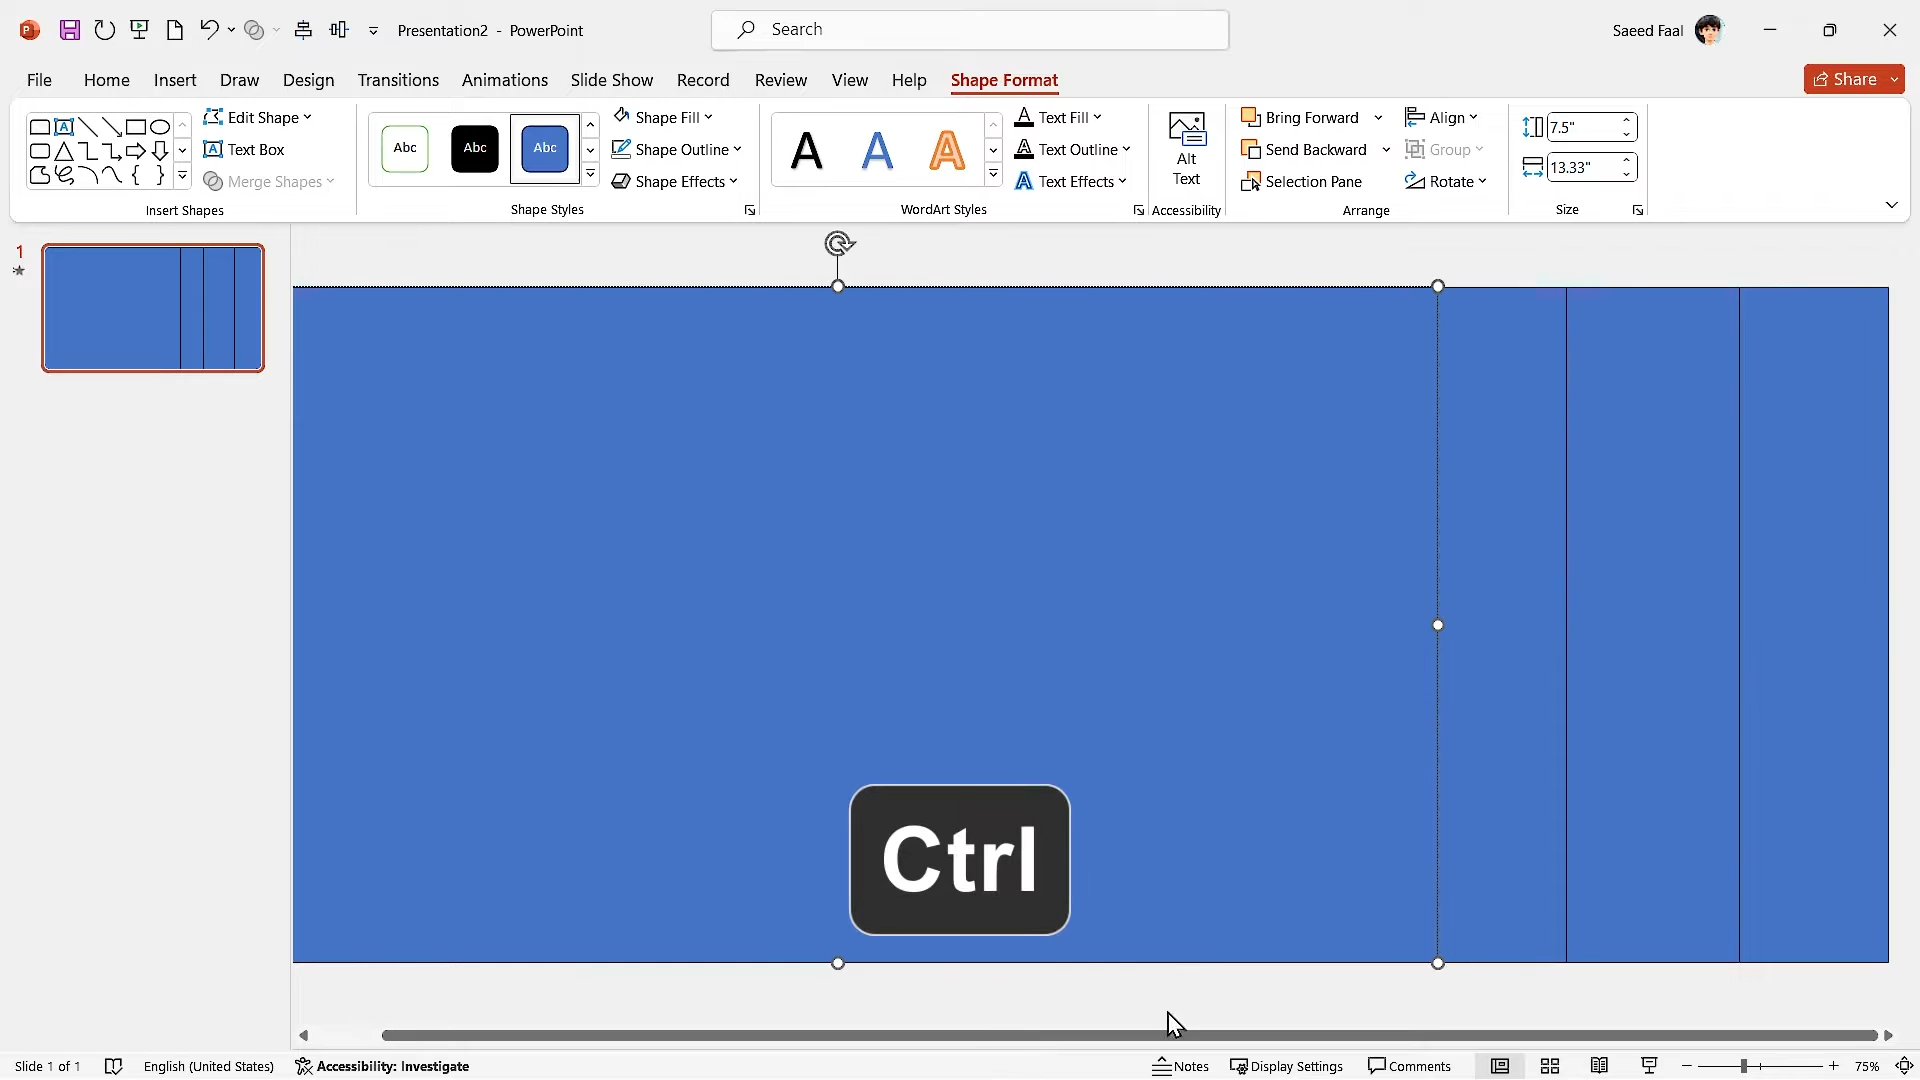 Presentation2 - PowerPoint
Search
Saeed Faal
File Home Insert Draw Design Transitions Animations Slide Show Record Review View Help Shape Format
Share
Edit Shape
Text Box
Merge Shapes
Insert Shapes
Abc Abc Abc
Shape Fill
Shape Outline
Shape Effects
Shape Styles
A A A
Text Fill
Text Outline
Text Effects
WordArt Styles
Alt
Text
Accessibility
Bring Forward
Send Backward
Selection Pane
Align
Group
Rotate
Arrange
7.5"
13.33"
Size
1
Ctrl
Slide 1 of 1 English (United States) Accessibility: Investigate Notes Display Settings Comments 75%